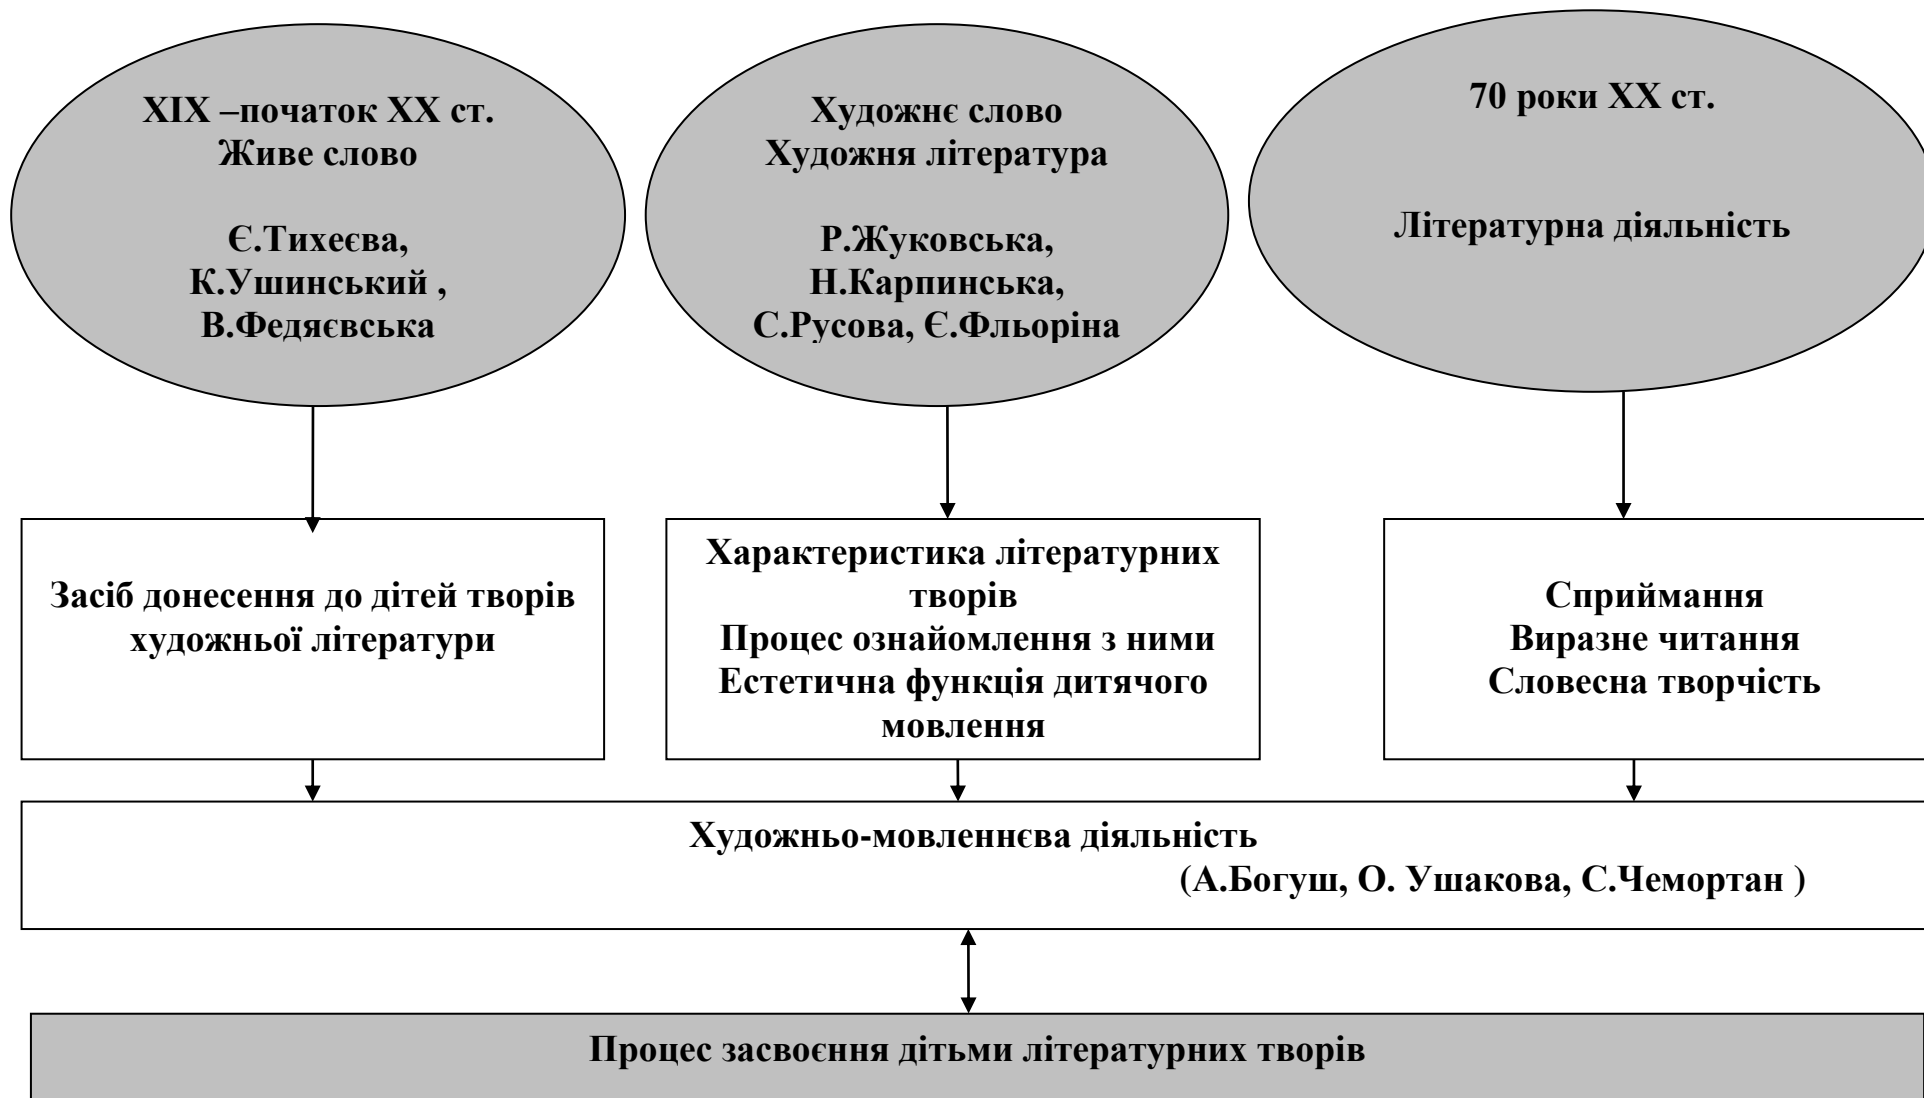 XIX –початок XX ст.
Живе слово
Є.Тихеєва,
К.Ушинський ,
В.Федяєвська
Художнє слово
Художня література
Р.Жуковська,
Н.Карпинська,
С.Русова, Є.Фльоріна
70 роки XX ст.
Літературна діяльність
Засіб донесення до дітей творів
художньої літератури
Характеристика літературних
творів
Процес ознайомлення з ними
Естетична функція дитячого
мовлення
Сприймання
Виразне читання
Словесна творчість
Художньо-мовленнєва діяльність
(А.Богуш, О. Ушакова, С.Чемортан )
Процес засвоєння дітьми літературних творів